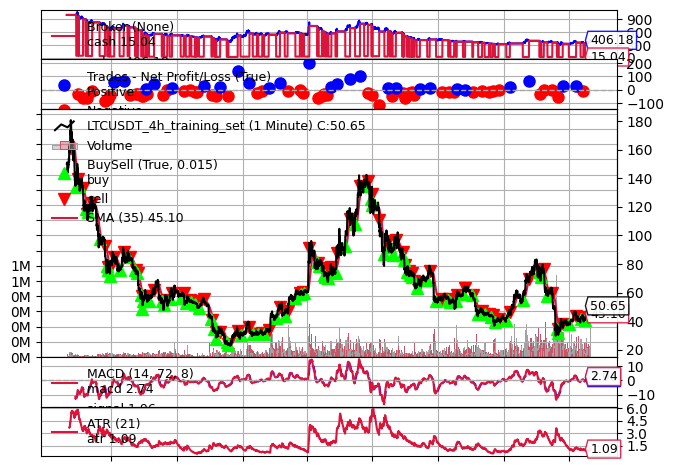 Broker (None)
cash 15.04
900
406.18
15.04
200
Trades - Net Profit/Loss (True)
100
Positive
0
Negative
−100
LTCUSDT_4h_training_set (1 Minute) C:50.65
180
Volume
160
BuySell (True, 0.015)
buy
140
sell
120
SMA (35) 45.10
100
1M
80
1M
0M
60
0M
50.65
0M
40
0M
20
0M
MACD (14, 72, 8)
10
macd 2.74
2.74
−10
ATR (21)
6.0
atr 1.09
4.5
3.0
1.5
1.09